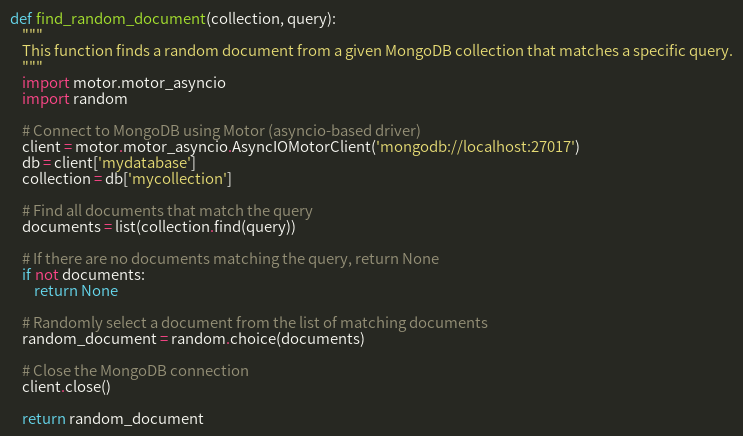 def find_random_document(collection, query):
    """
    This function finds a random document from a given MongoDB collection that matches a specific query.
    """
    import motor.motor_asyncio
    import random

    # Connect to MongoDB using Motor (asyncio-based driver)
    client = motor.motor_asyncio.AsyncIOMotorClient('mongodb://localhost:27017')
    db = client['mydatabase']
    collection = db['mycollection']

    # Find all documents that match the query
    documents = list(collection.find(query))

    # If there are no documents matching the query, return None
    if not documents:
        return None

    # Randomly select a document from the list of matching documents
    random_document = random.choice(documents)

    # Close the MongoDB connection
    client.close()

    return random_document